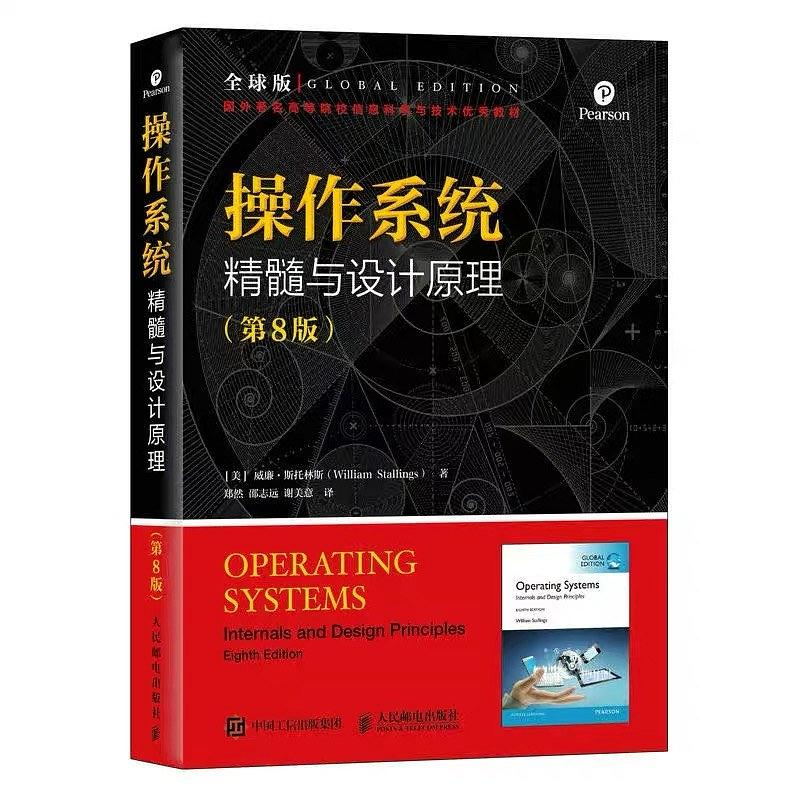 Pearson
操作系统
精髓与设计原理
(第8版)
人民邮电出版社
全球版 | GLOBAL EDITION
国外著名高等院校信息科学与技术优秀教材
Pearson
操作系统
精髓与设计原理
(第8版)
[美] 威廉·斯托林斯 (William Stallings) 著
郑然 邵志远 谢美意 译
OPERATING
SYSTEMS
Internals and Design Principles
Eighth Edition
中国工信出版集团
人民邮电出版社
POSTS & TELECOM PRESS
GLOBAL
EDITION
Operating Systems
Internals and Design Principles
EIGHTH EDITION
William Stallings
ALWAYS LEARNING
PEARSON